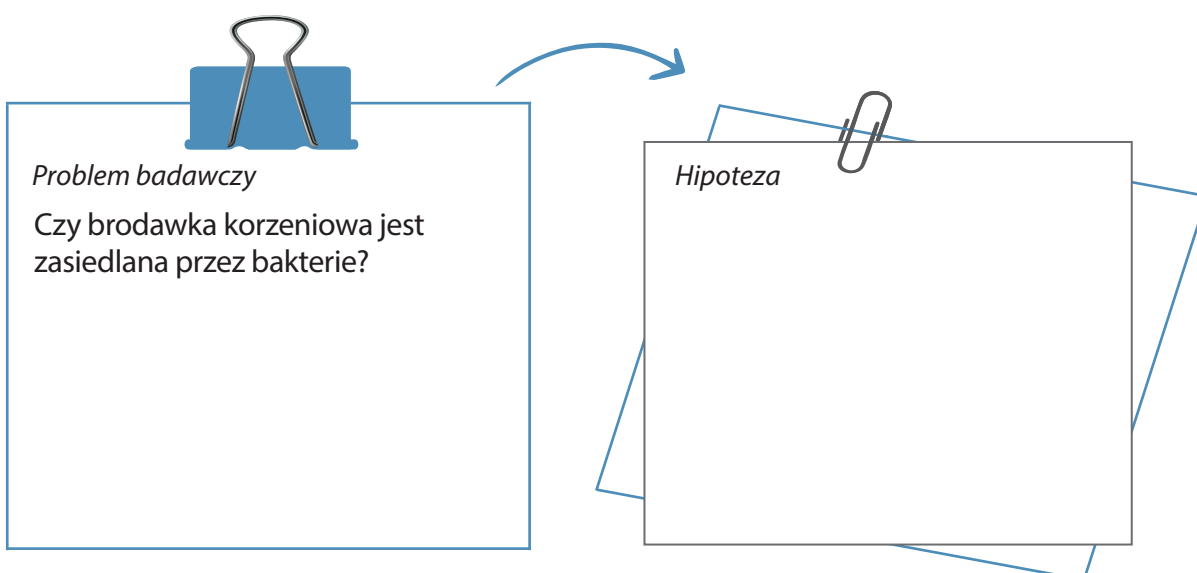 Problem badawczy
Czy brodawka korzeniowa jest
zasiedlana przez bakterie?
Hipoteza